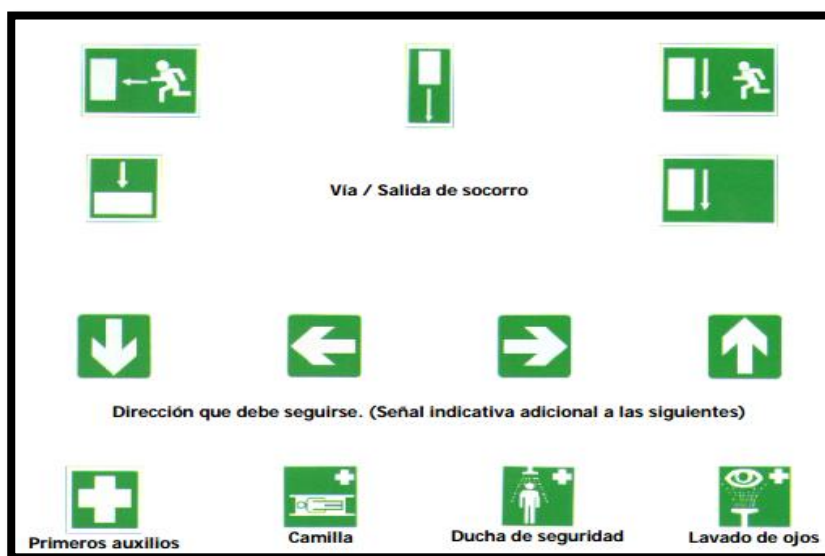 Vía / Salida de socorro
Dirección que debe seguirse. (Señal indicativa adicional a las siguientes)
Primeros auxilios
Camilla
Ducha de seguridad
Lavado de ojos